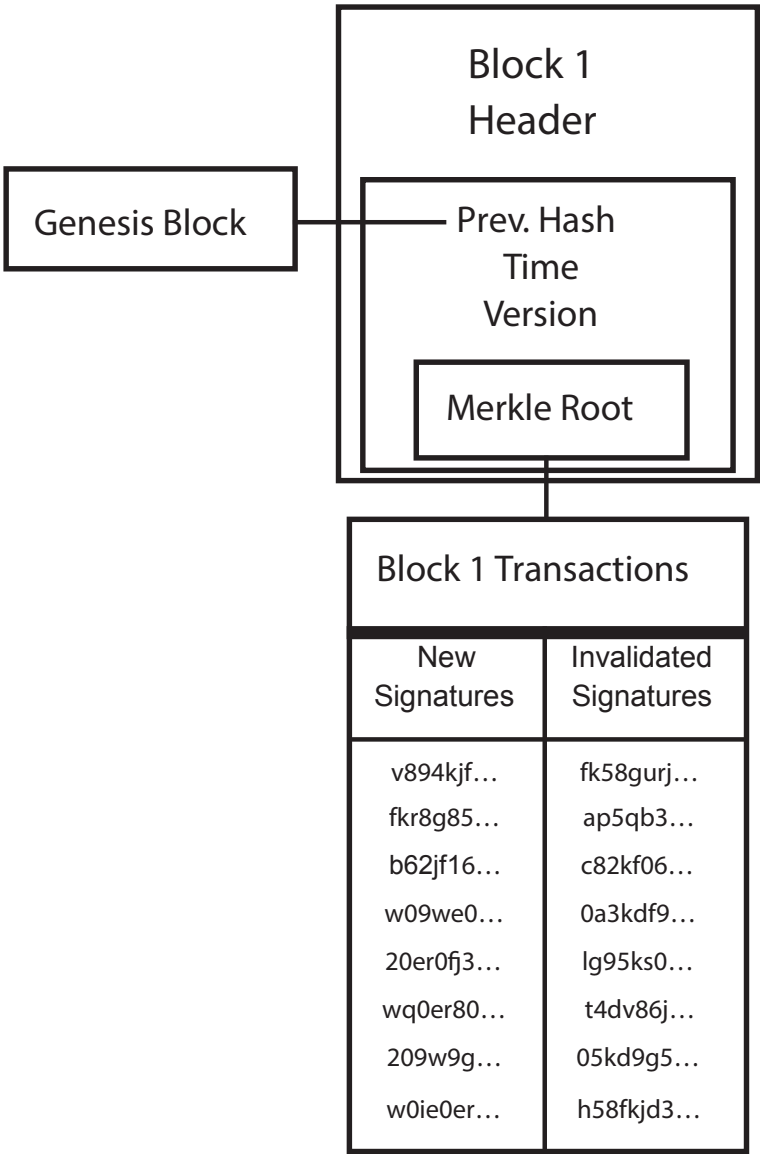 Block 1
Header
Genesis Block
Prev. Hash
Time
Version
Merkle Root
Block 1 Transactions
New
Signatures
Invalidated
Signatures
v894kjf…
fk58gurj…
fkr8g85…
ap5qb3…
b62jf16…
c82kf06…
w09we0…
0a3kdf9…
20er0fj3…
lg95ks0…
wq0er80…
t4dv86j…
209w9g…
05kd9g5…
w0ie0er…
h58fkjd3…